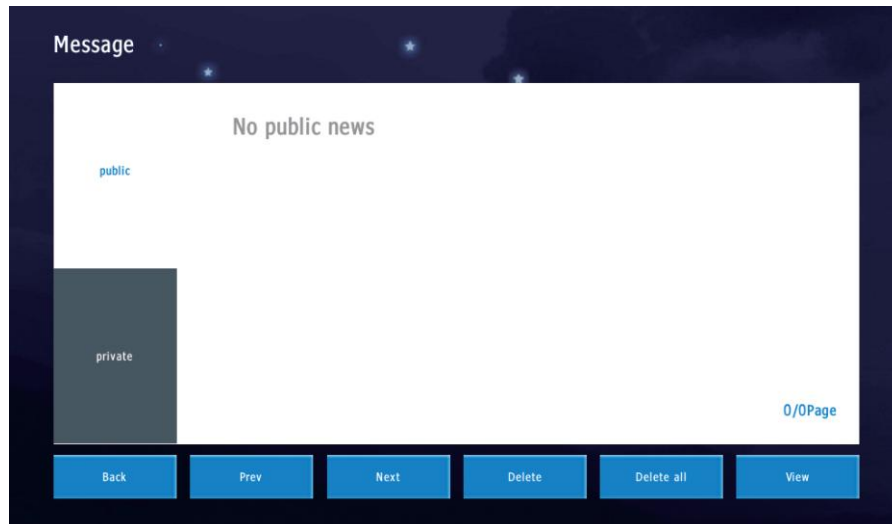 Message
No public news
public
private
0/0Page
Back
Prev
Next
Delete
Delete all
View